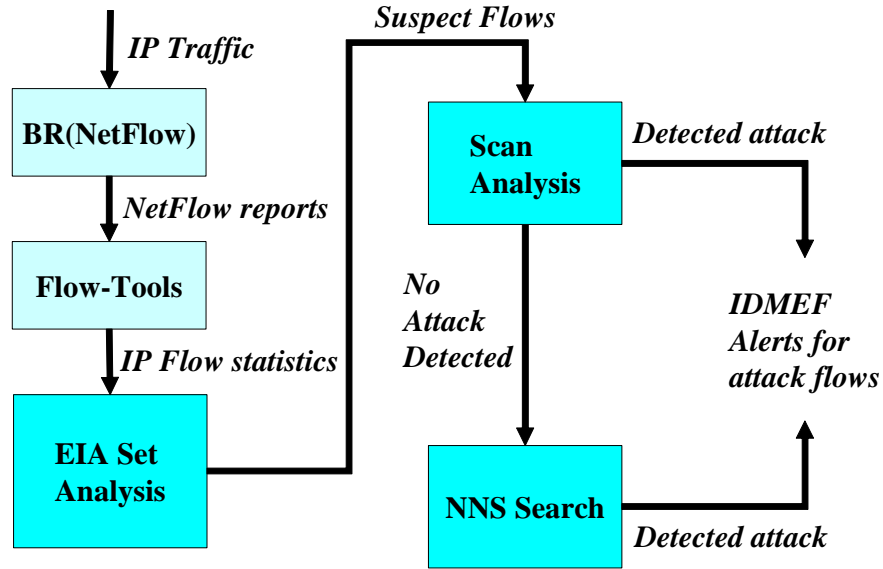 IP Traffic
BR(NetFlow)
NetFlow reports
Flow-Tools
IP Flow statistics
EIA Set
Analysis
Suspect Flows
Scan
Analysis
Detected attack
No
Attack
Detected
IDMEF
Alerts for
attack flows
NNS Search
Detected attack